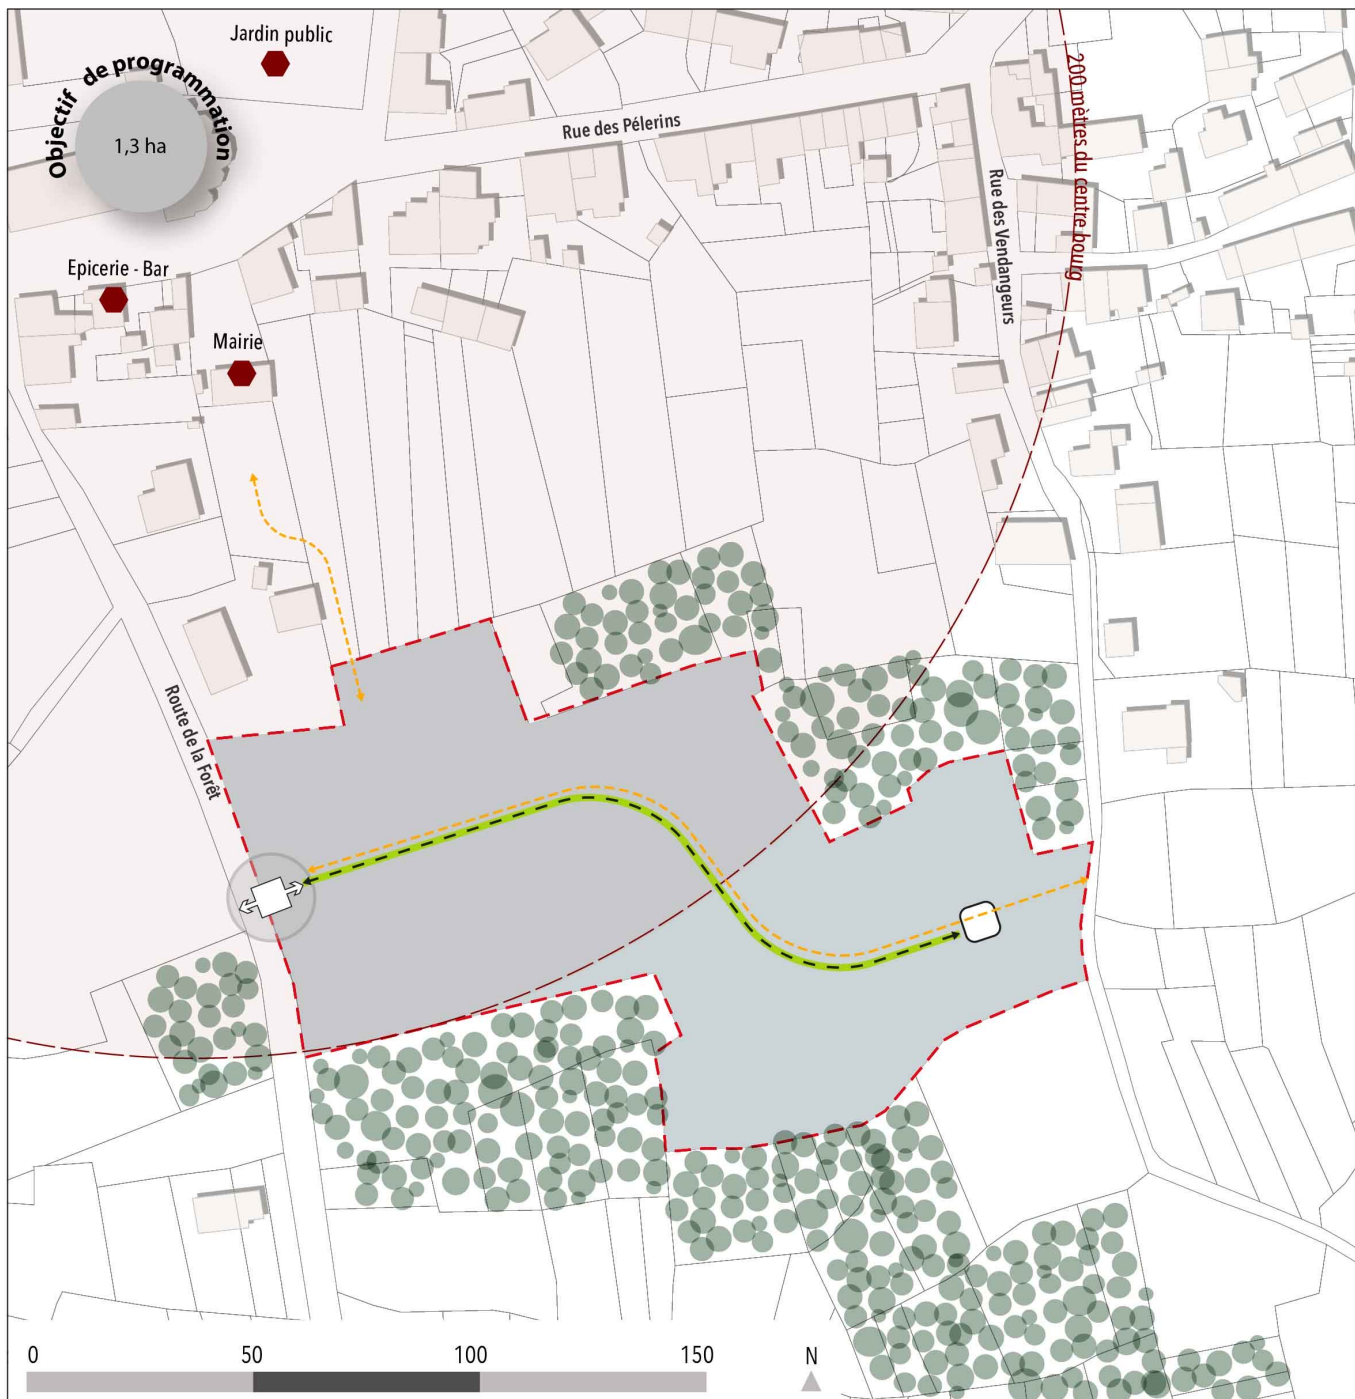 Jardin public
Objectif de programmation
1,3 ha
Rue des Pélerins
200 mètres du centre bourg
Rue des Vendangeurs
Epicerie - Bar
Mairie
Route de la Forêt
0 50 100 150 N